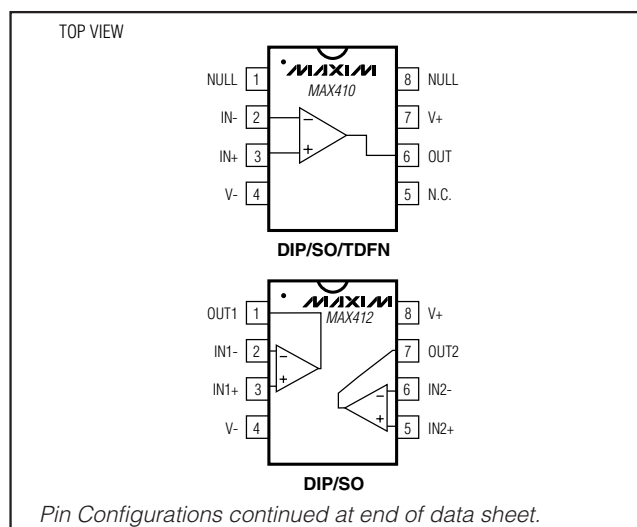 TOP VIEW
MAXIM
MAX410
NULL 1
8 NULL
IN- 2
-
7 V+
IN+ 3
+
6 OUT
V- 4
5 N.C.
DIP/SO/TDFN
MAXIM
MAX412
OUT1 1
8 V+
IN1- 2
-
7 OUT2
IN1+ 3
+
-
6 IN2-
V- 4
+
5 IN2+
DIP/SO
Pin Configurations continued at end of data sheet.